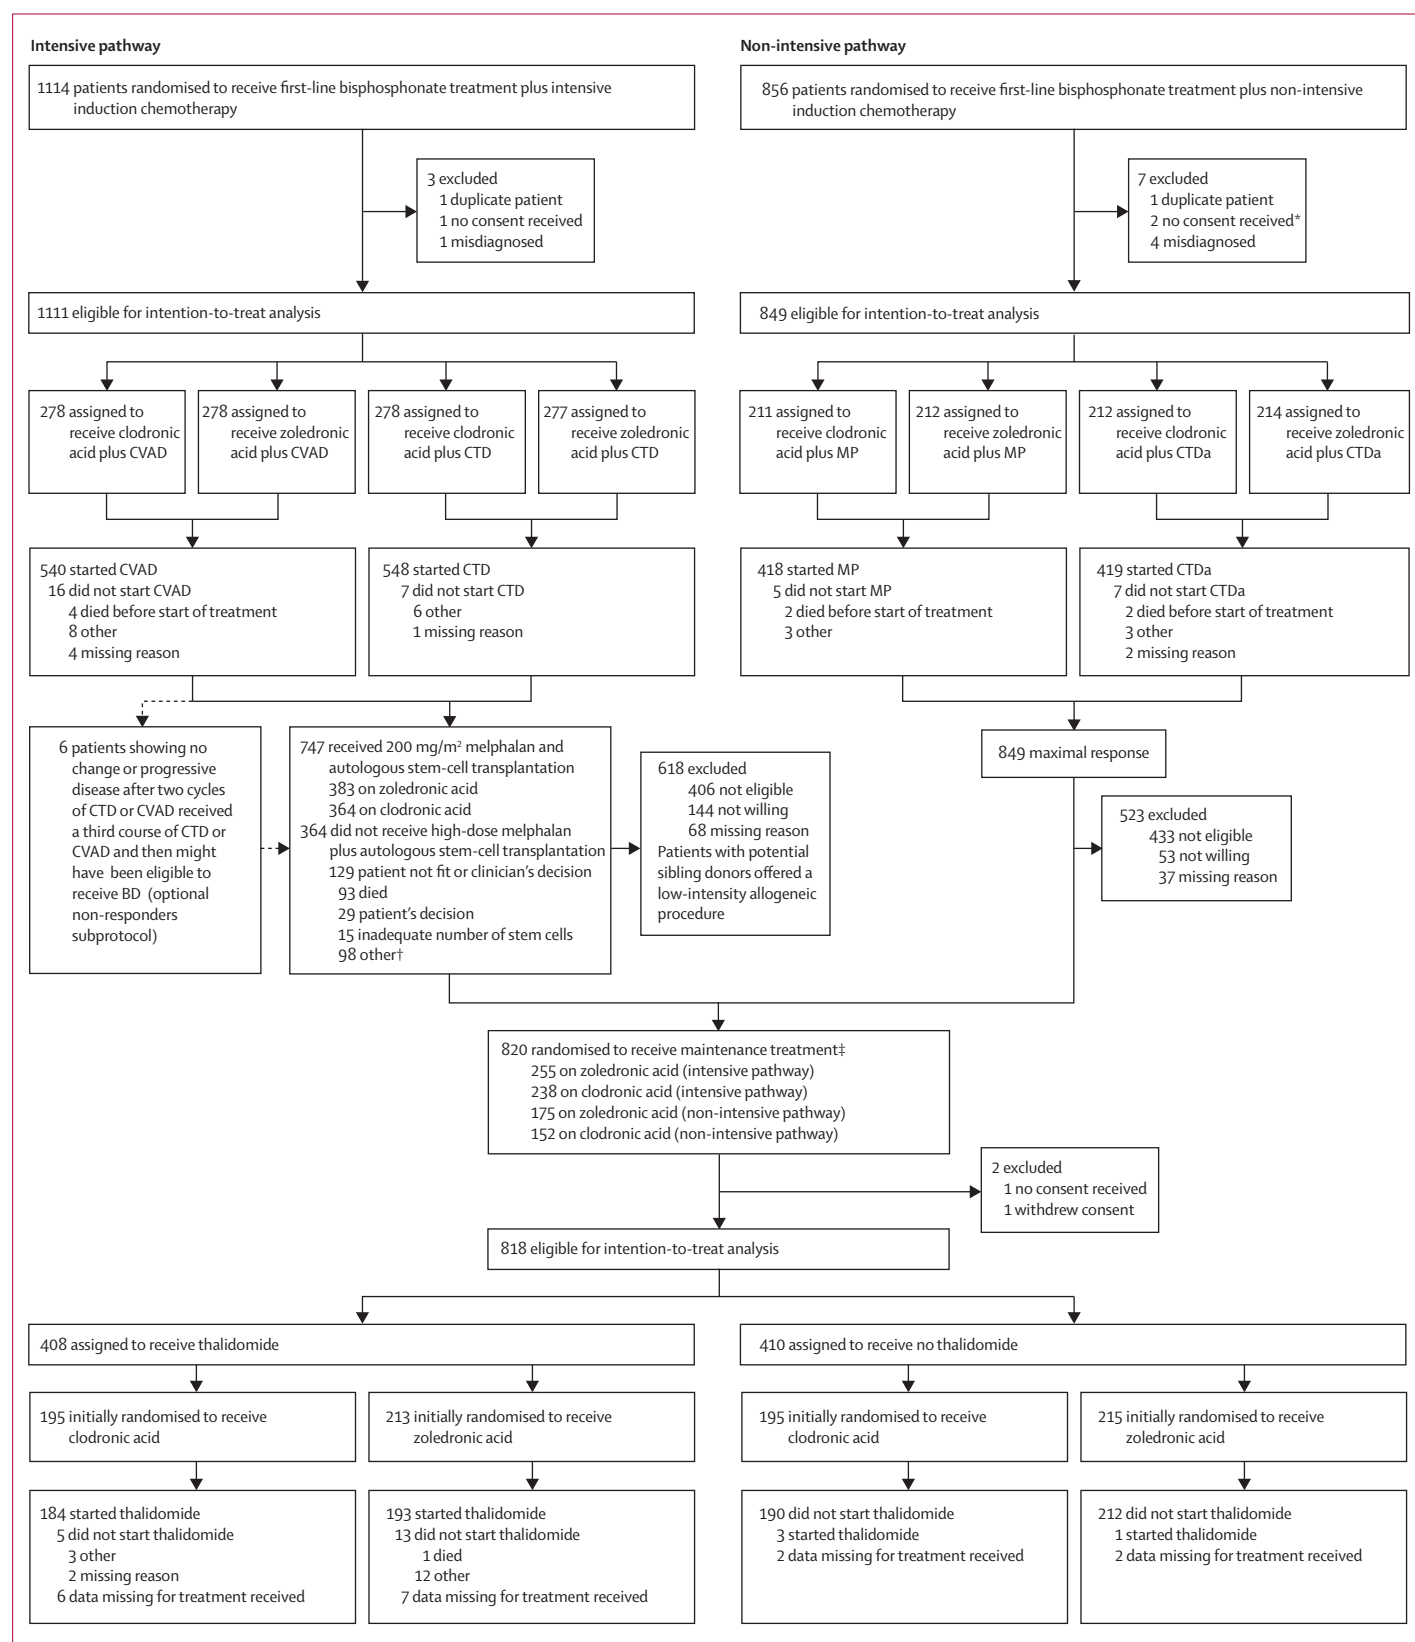 Intensive pathway
Non-intensive pathway
1114 patients randomised to receive first-line bisphosphonate treatment plus intensive
induction chemotherapy
856 patients randomised to receive first-line bisphosphonate treatment plus non-intensive
induction chemotherapy
3 excluded
1 duplicate patient
1 no consent received
1 misdiagnosed
7 excluded
1 duplicate patient
2 no consent received*
4 misdiagnosed
1111 eligible for intention-to-treat analysis
849 eligible for intention-to-treat analysis
278 assigned to
receive clodronic
acid plus CVAD
278 assigned to
receive zoledronic
acid plus CVAD
278 assigned to
receive clodronic
acid plus CTD
277 assigned to
receive zoledronic
acid plus CTD
211 assigned to
receive clodronic
acid plus MP
212 assigned to
receive zoledronic
acid plus MP
212 assigned to
receive clodronic
acid plus CTDa
214 assigned to
receive zoledronic
acid plus CTDa
540 started CVAD
16 did not start CVAD
4 died before start of treatment
8 other
4 missing reason
548 started CTD
7 did not start CTD
6 other
1 missing reason
418 started MP
5 did not start MP
2 died before start of treatment
3 other
419 started CTDa
7 did not start CTDa
2 died before start of treatment
3 other
2 missing reason
6 patients showing no
change or progressive
disease after two cycles
of CTD or CVAD received
a third course of CTD or
CVAD and then might
have been eligible to
receive BD (optional
non-responders
subprotocol)
747 received 200 mg/m² melphalan and
autologous stem-cell transplantation
383 on zoledronic acid
364 on clodronic acid
364 did not receive high-dose melphalan
plus autologous stem-cell transplantation
129 patient not fit or clinician's decision
93 died
29 patient's decision
15 inadequate number of stem cells
98 other†
618 excluded
406 not eligible
144 not willing
68 missing reason
Patients with potential
sibling donors offered a
low-intensity allogeneic
procedure
849 maximal response
523 excluded
433 not eligible
53 not willing
37 missing reason
820 randomised to receive maintenance treatment‡
255 on zoledronic acid (intensive pathway)
238 on clodronic acid (intensive pathway)
175 on zoledronic acid (non-intensive pathway)
152 on clodronic acid (non-intensive pathway)
2 excluded
1 no consent received
1 withdrew consent
818 eligible for intention-to-treat analysis
408 assigned to receive thalidomide
410 assigned to receive no thalidomide
195 initially randomised to receive
clodronic acid
213 initially randomised to receive
zoledronic acid
195 initially randomised to receive
clodronic acid
215 initially randomised to receive
zoledronic acid
184 started thalidomide
5 did not start thalidomide
3 other
2 missing reason
6 data missing for treatment received
193 started thalidomide
13 did not start thalidomide
1 died
12 other
7 data missing for treatment received
190 did not start thalidomide
3 started thalidomide
2 data missing for treatment received
212 did not start thalidomide
1 started thalidomide
2 data missing for treatment received